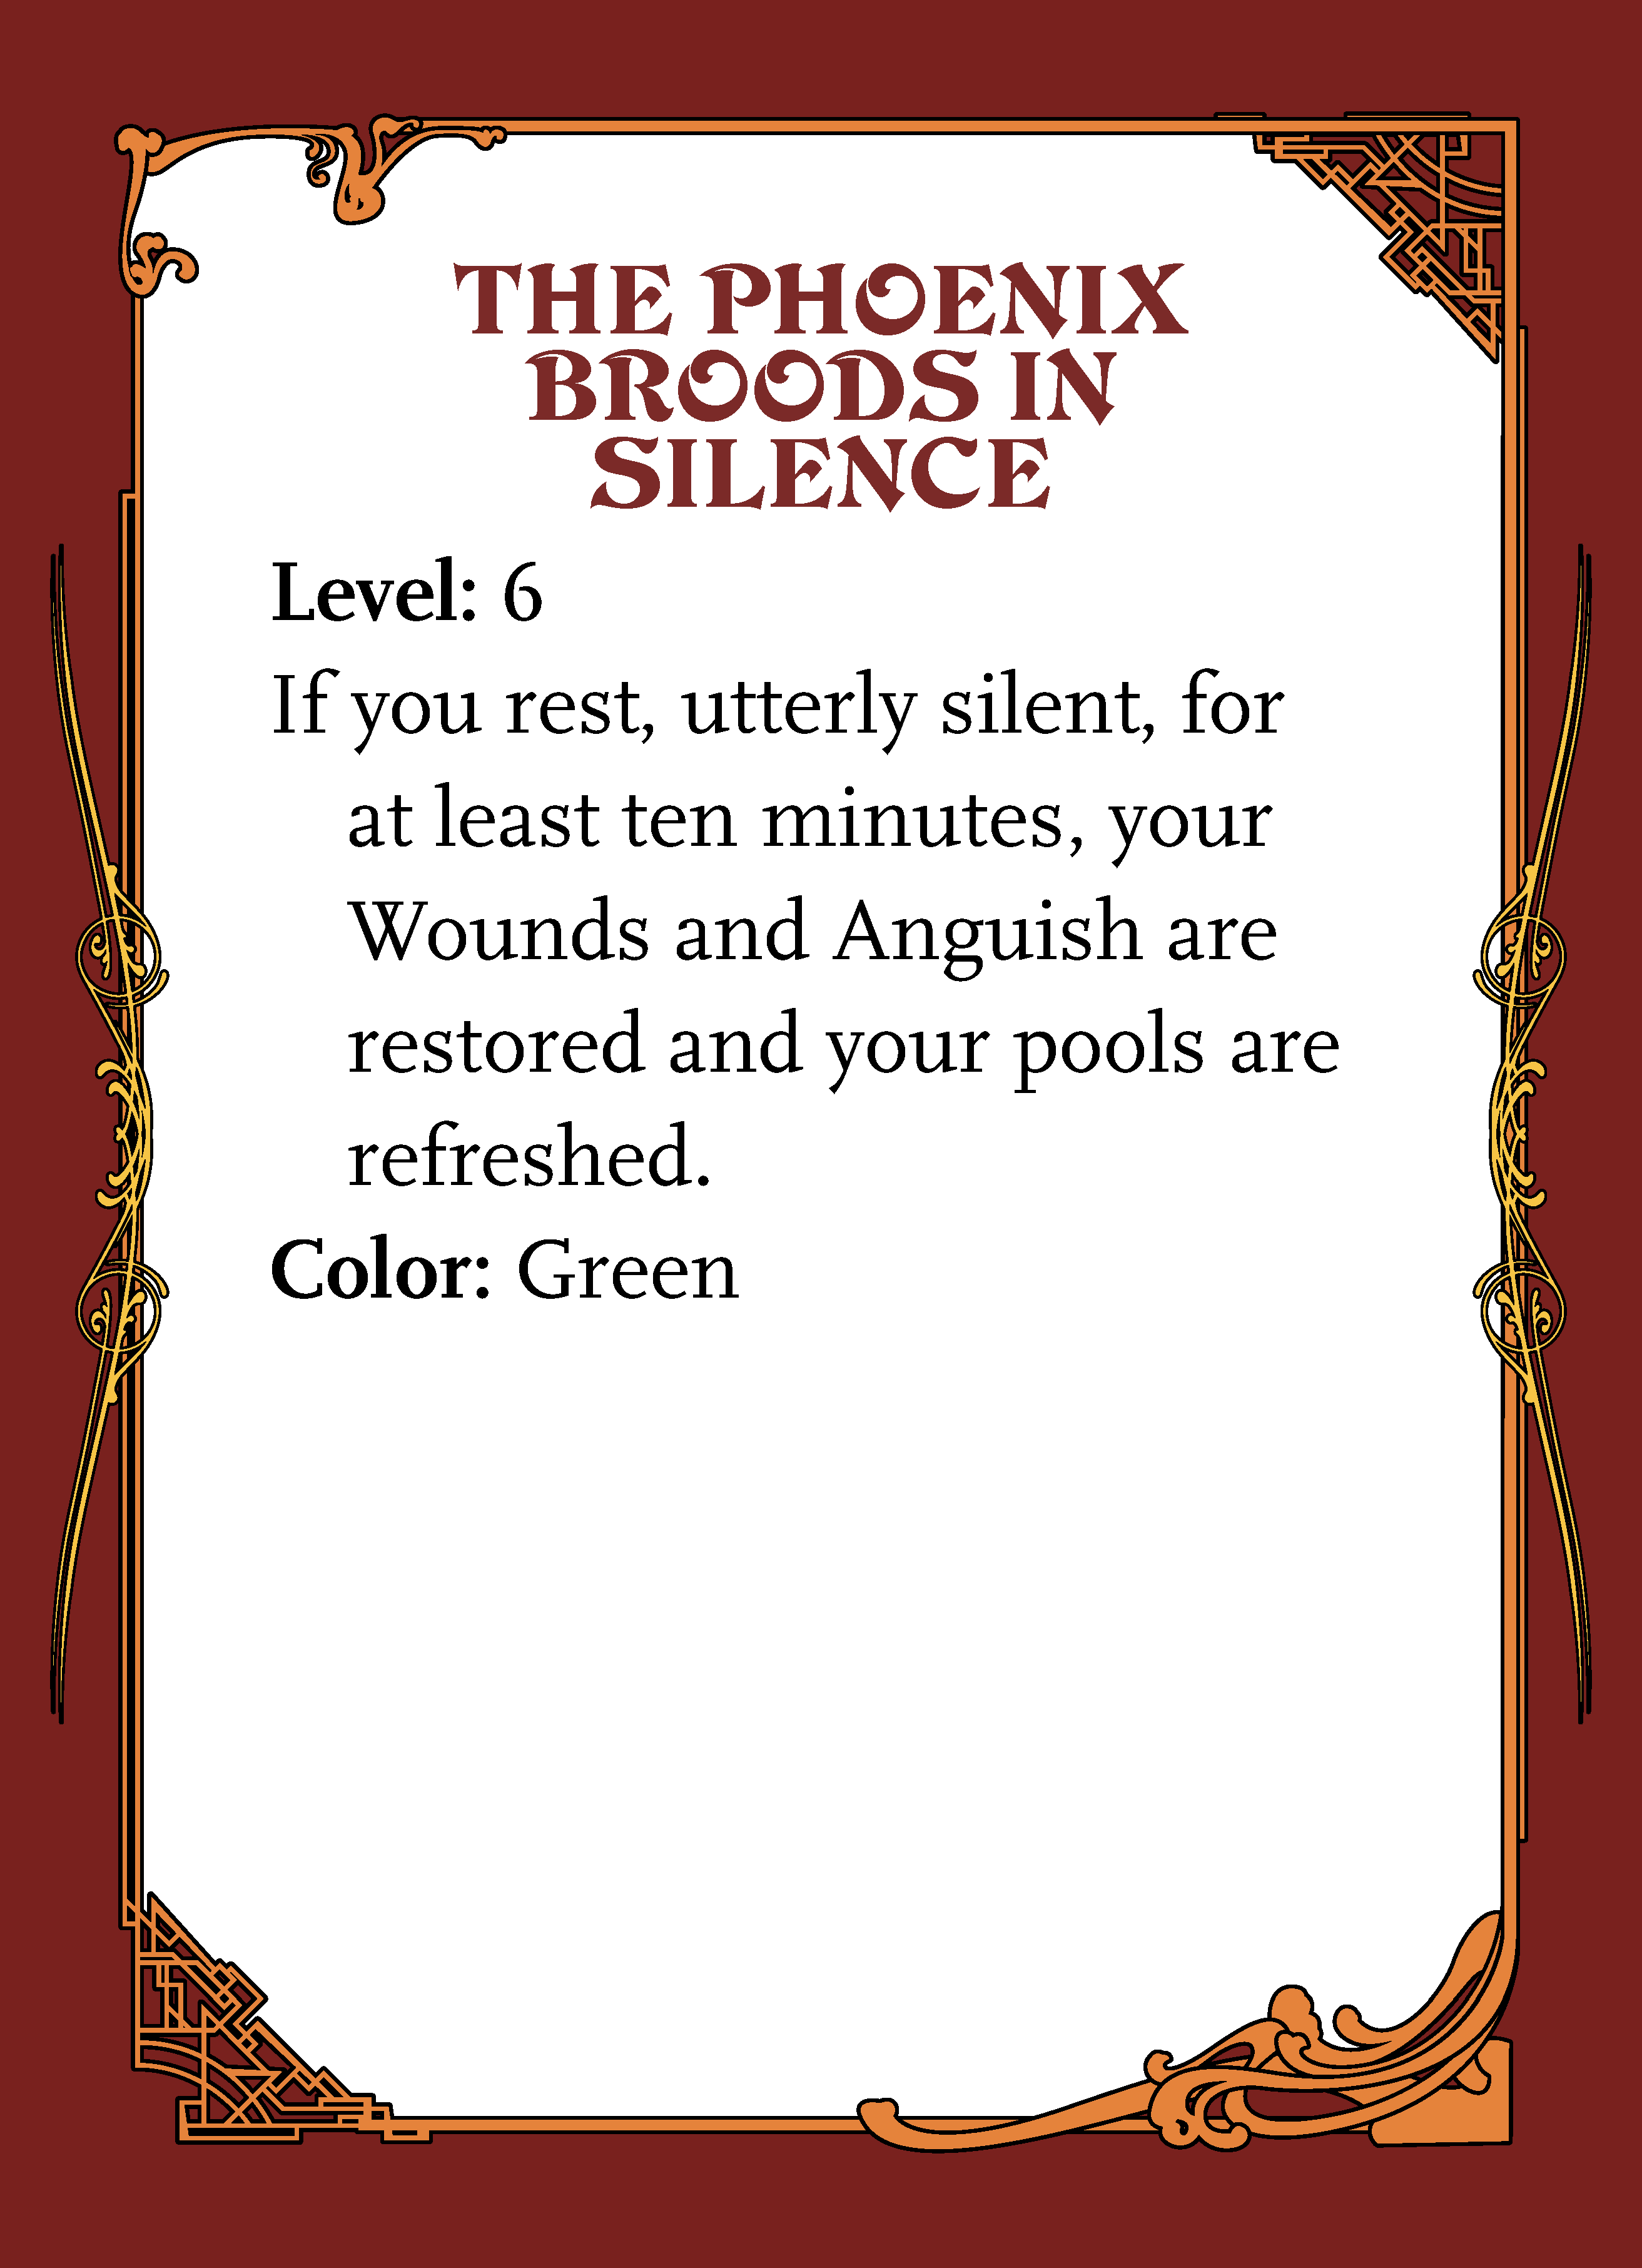 THE PHOENIX
BROODS IN
SILENCE
Level: 6
If you rest, utterly silent, for
at least ten minutes, your
Wounds and Anguish are
restored and your pools are
refreshed.
Color: Green